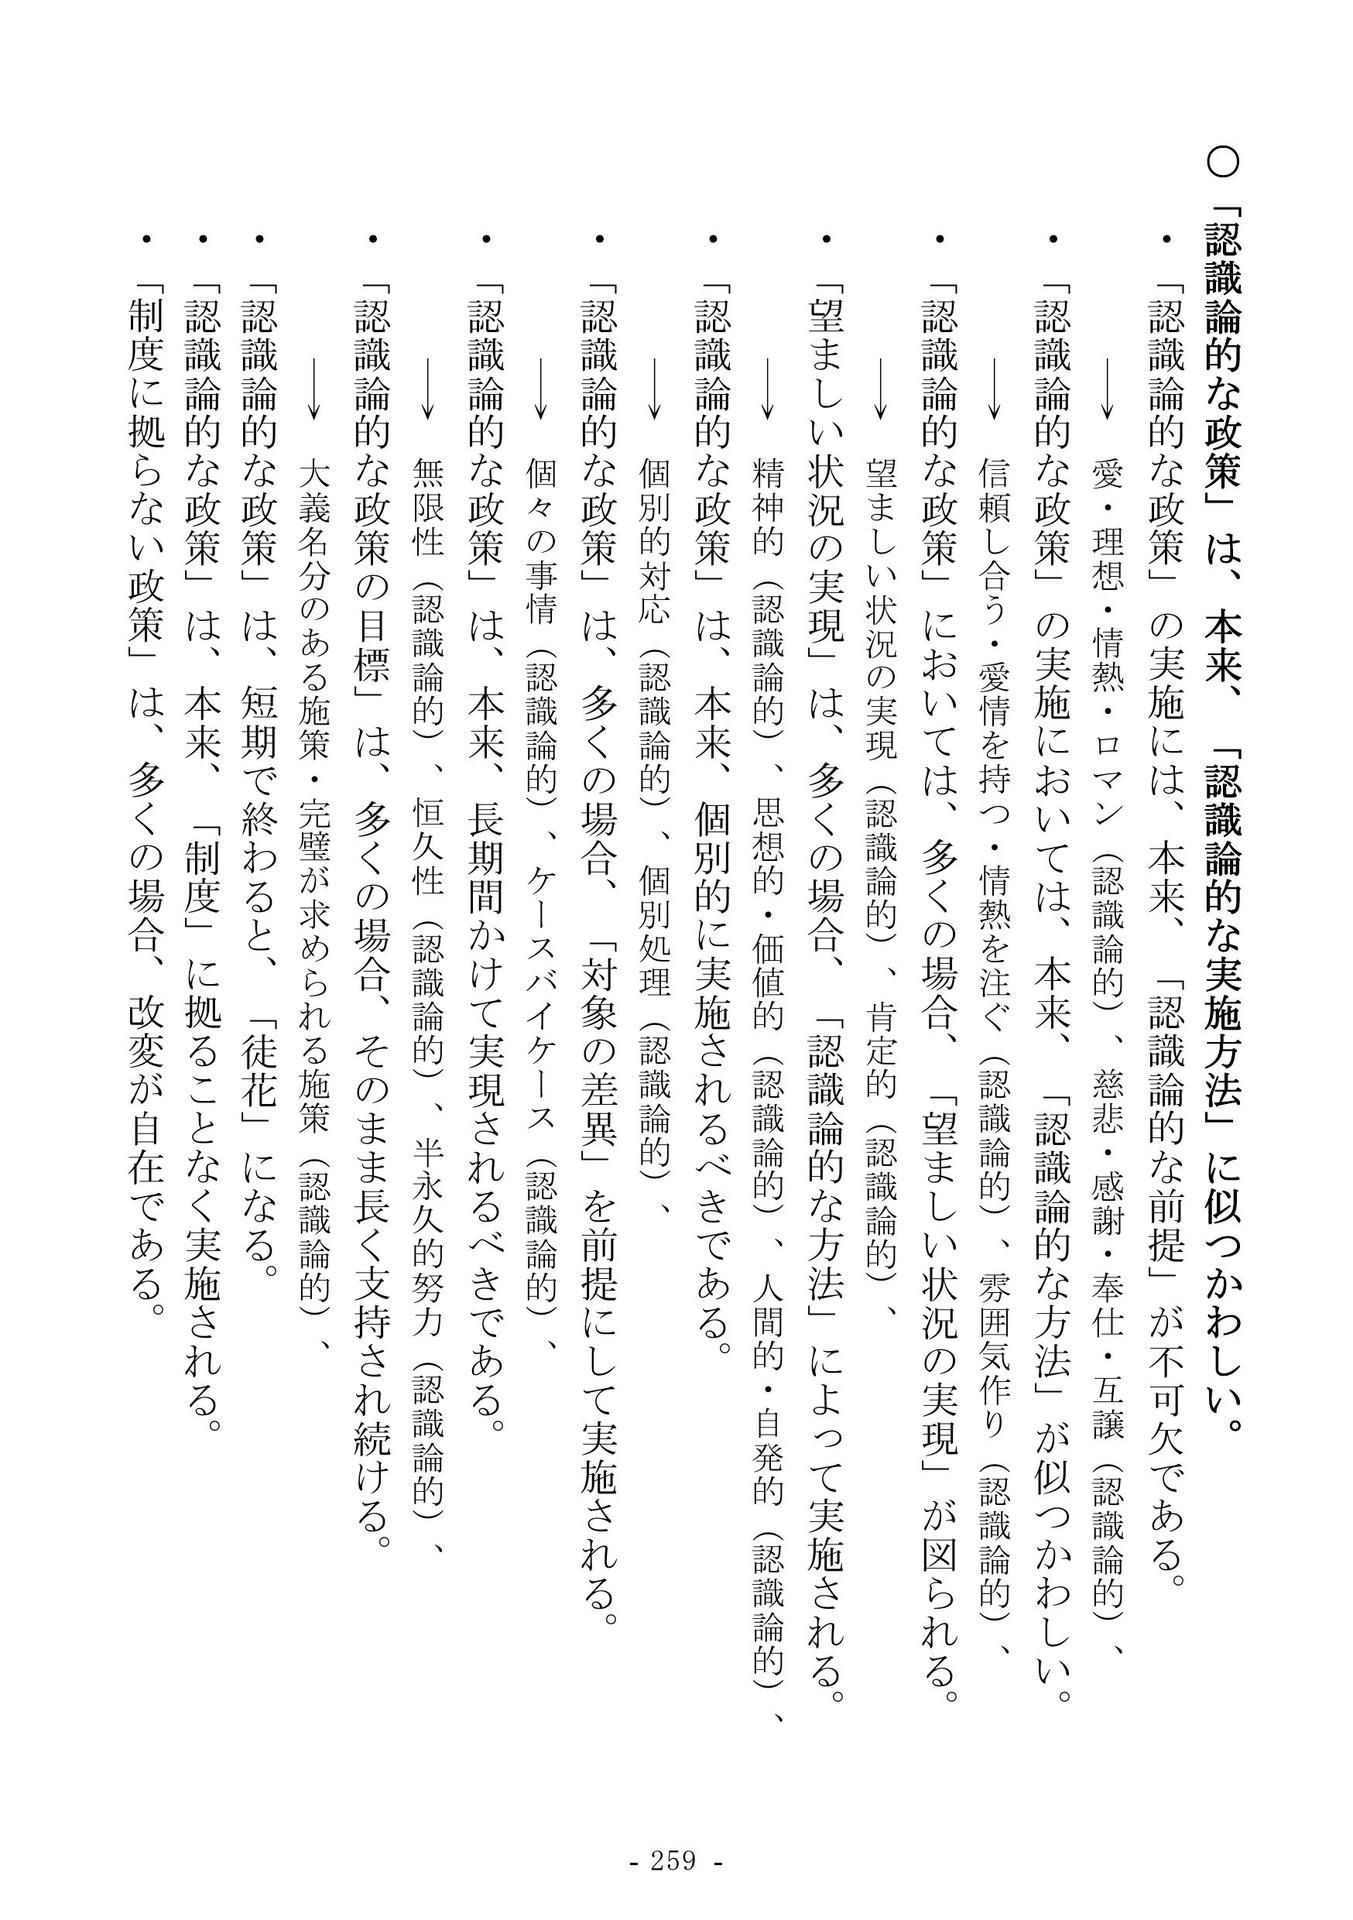 〇「認識論的な政策」は、本来、「認識論的な実施方法」に似つかわしい。
・「認識論的な政策」の実施には、本来、「認識論的な前提」が不可欠である。
→ 愛・理想・情熱・ロマン（認識論的）、慈悲・感謝・奉仕・互譲（認識論的）、
・「認識論的な政策」の実施においては、本来、「認識論的な方法」が似つかわしい。
→ 信頼し合う・愛情を持つ・情熱を注ぐ（認識論的）、雰囲気作り（認識論的）、
・「認識論的な政策」においては、多くの場合、「望ましい状況の実現」が図られる。
→ 望ましい状況の実現（認識論的）、肯定的（認識論的）、
・「望ましい状況の実現」は、多くの場合、「認識論的な方法」によって実施される。
→ 精神的（認識論的）、思想的・価値的（認識論的）、人間的・自発的（認識論的）、
・「認識論的な政策」は、本来、個別的に実施されるべきである。
→ 個別的対応（認識論的）、個別処理（認識論的）、
・「認識論的な政策」は、多くの場合、「対象の差異」を前提にして実施される。
→ 個々の事情（認識論的）、ケースバイケース（認識論的）、
・「認識論的な政策」は、本来、長期間かけて実現されるべきである。
→ 無限性（認識論的）、恒久性（認識論的）、半永久的努力（認識論的）、
・「認識論的な政策の目標」は、多くの場合、そのまま長く支持され続ける。
→ 大義名分のある施策・完璧が求められる施策（認識論的）、
・「認識論的な政策」は、短期で終わると、「徒花」になる。
・「認識論的な政策」は、本来、「制度」に拠ることなく実施される。
・「制度に拠らない政策」は、多くの場合、改変が自在である。
- 259 -